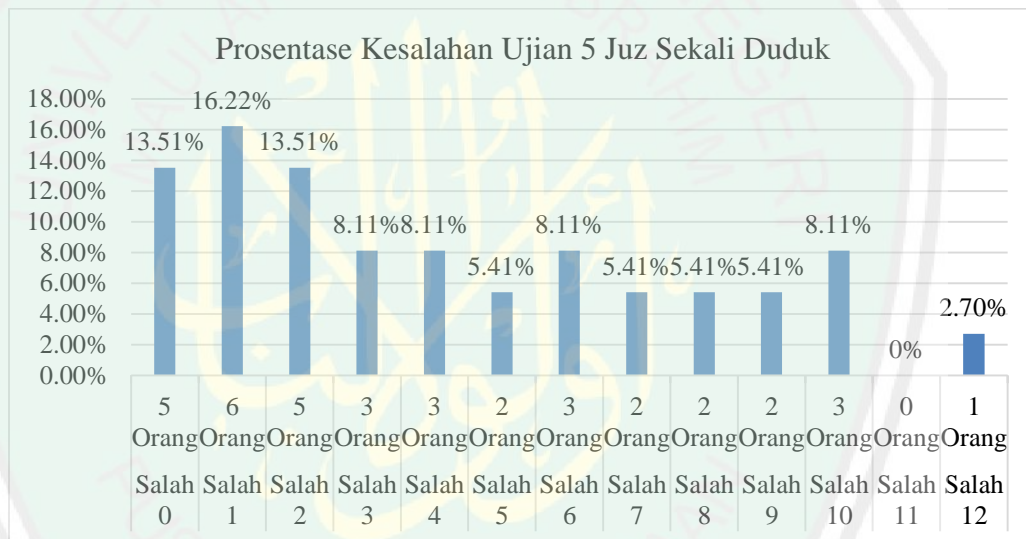 Prosentase Kesalahan Ujian 5 Juz Sekali Duduk
18.00%
16.00%
14.00%
12.00%
10.00%
8.00%
6.00%
4.00%
2.00%
0.00%
13.51% 16.22% 13.51% 8.11% 8.11% 5.41% 8.11% 5.41% 5.41% 5.41% 8.11% 0% 2.70%
5 6 5 3 3 2 3 2 2 2 3 0 1
Orang Orang Orang Orang Orang Orang Orang Orang Orang Orang Orang Orang Orang
Salah Salah Salah Salah Salah Salah Salah Salah Salah Salah Salah Salah Salah
0 1 2 3 4 5 6 7 8 9 10 11 12